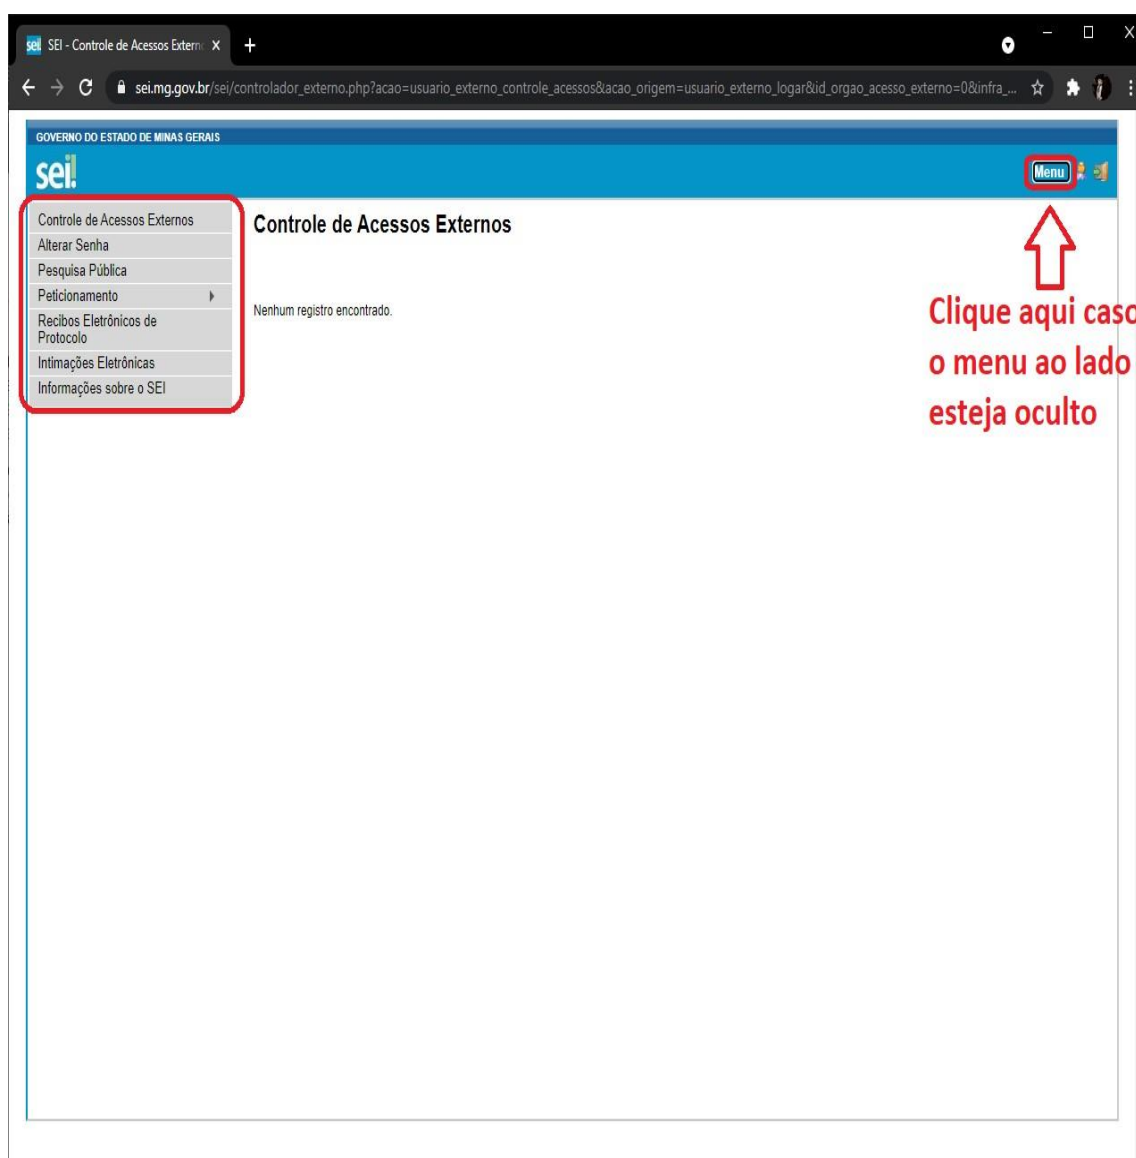 sei! SEI - Controle de Acessos Extern
sei.mg.gov.br/sei/controlador_externo.php?acao=usuario_externo_controle_acessos&acao_origem=usuario_externo_logar&id_orgao_acesso_externo=0&infra_...
GOVERNO DO ESTADO DE MINAS GERAIS
sei!
Menu
Controle de Acessos Externos
Alterar Senha
Pesquisa Pública
Peticionamento
Recibos Eletrônicos de
Protocolo
Intimações Eletrônicas
Informações sobre o SEI
Controle de Acessos Externos
Nenhum registro encontrado.
Clique aqui caso
o menu ao lado
esteja oculto